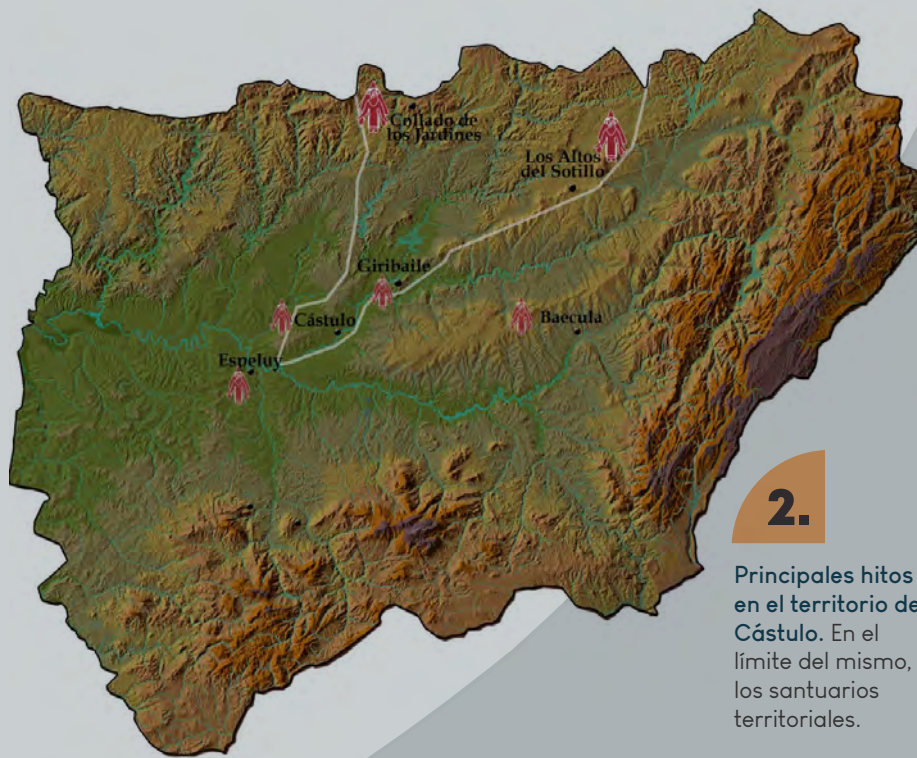 Collado de
los Jardines
Los Altos
del Sotillo
Giribaile
Cástulo
Baecula
Espeluy
2.
Principales hitos
en el territorio de
Cástulo. En el
límite del mismo,
los santuarios
territoriales.